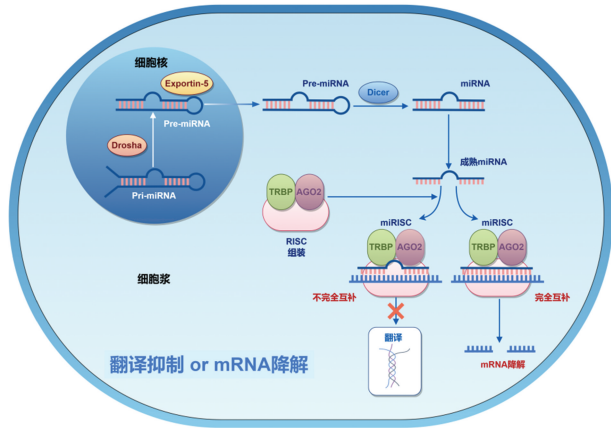 细胞核
Exportin-5
Pre-miRNA
Drosha
Pri-miRNA
Pre-miRNA
Dicer
miRNA
成熟miRNA
TRBP
AGO2
RISC
组装
miRISC
miRISC
TRBP
AGO2
TRBP
AGO2
细胞浆
不完全互补
完全互补
翻译
mRNA降解
翻译抑制 or mRNA降解